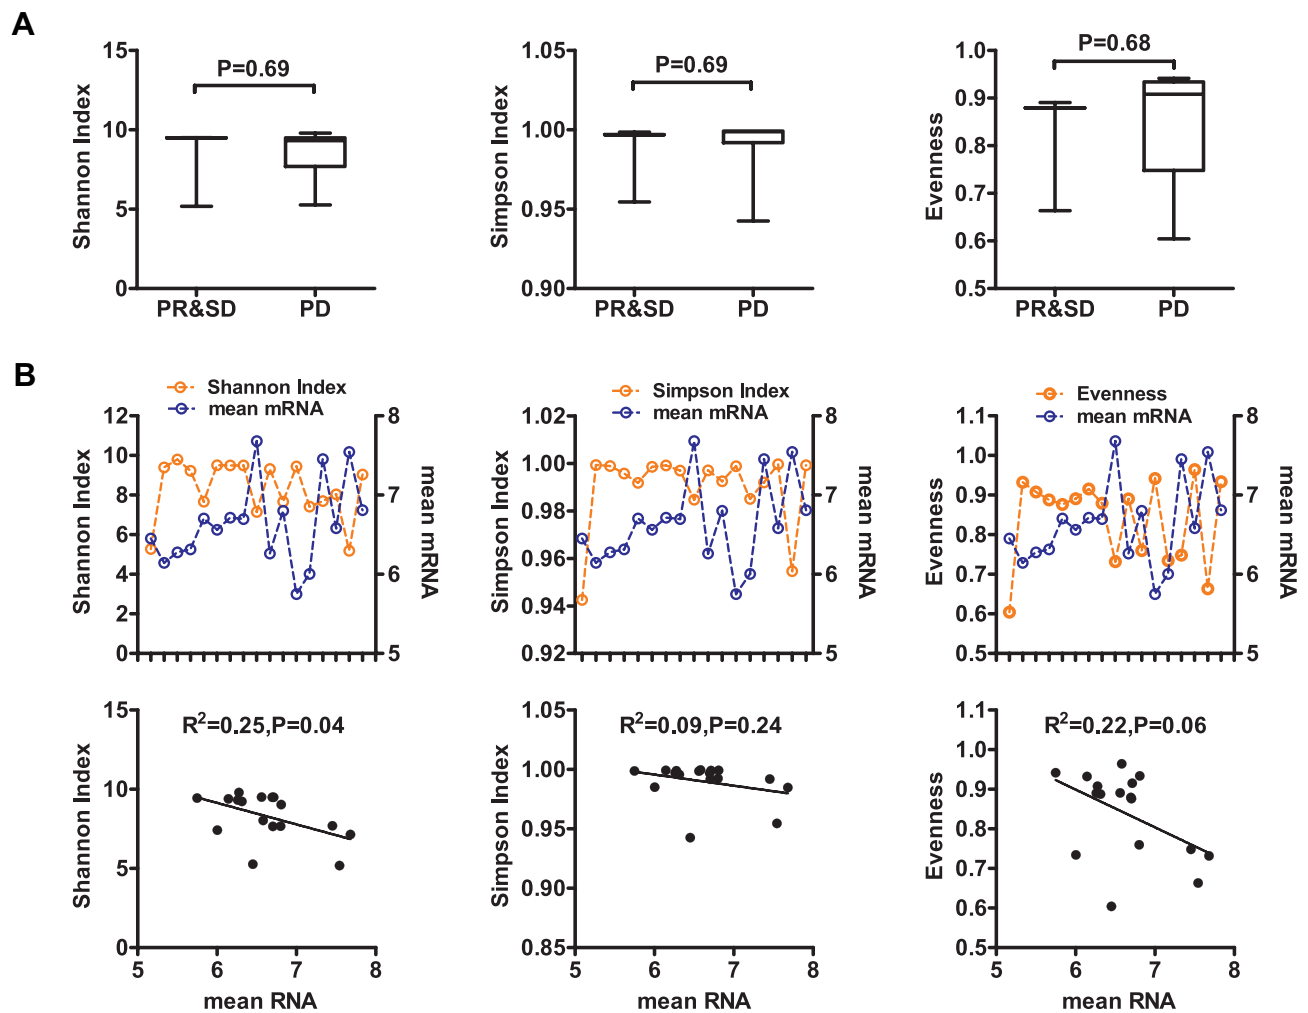 A
15
10
5
0
Shannon Index
P=0.69
PR&SD
PD
1.05
1.00
0.95
0.90
Simpson Index
P=0.69
PR&SD
PD
1.0
0.9
0.8
0.7
0.6
0.5
Evenness
P=0.68
PR&SD
PD
B
Shannon Index
mean mRNA
12
10
8
6
4
2
0
Shannon Index
8
7
6
5
mean mRNA
Simpson Index
mean mRNA
1.02
1.00
0.98
0.96
0.94
0.92
Simpson Index
8
7
6
5
mean mRNA
Evenness
mean mRNA
1.1
1.0
0.9
0.8
0.7
0.6
0.5
Evenness
8
7
6
5
mean mRNA
R²=0.25,P=0.04
15
10
5
0
Shannon Index
5 6 7 8
mean RNA
R²=0.09,P=0.24
1.05
1.00
0.95
0.90
0.85
Simpson Index
5 6 7 8
mean RNA
R²=0.22,P=0.06
1.1
1.0
0.9
0.8
0.7
0.6
0.5
Evenness
5 6 7 8
mean RNA